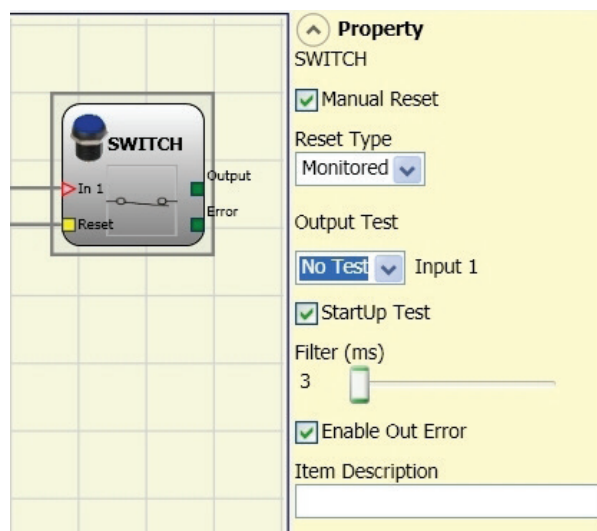 SWITCH
Output
In 1
Error
Reset
Property
SWITCH
Manual Reset
Reset Type
Monitored
Output Test
No Test Input 1
StartUp Test
Filter (ms)
3
Enable Out Error
Item Description